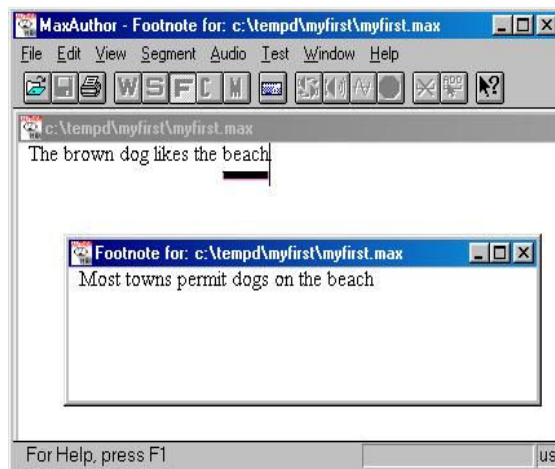 MaxAuthor - Footnote for: c:\tempd\myfirst\myfirst.max
File Edit View Segment Audio Test Window Help
W S F C M
c:\tempd\myfirst\myfirst.max
The brown dog likes the beach
Footnote for: c:\tempd\myfirst\myfirst.max
Most towns permit dogs on the beach
For Help, press F1
us